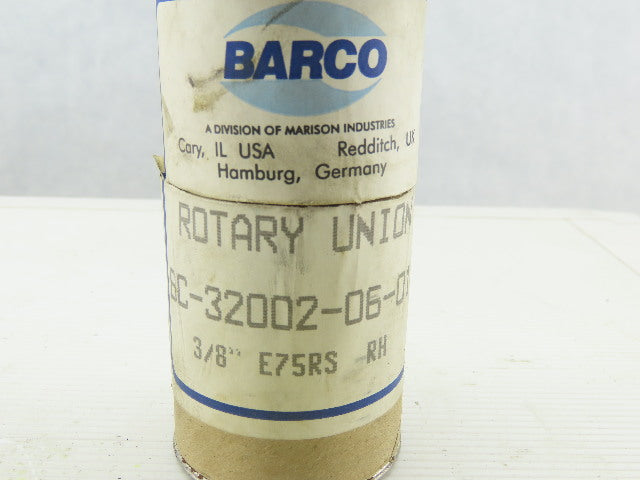 BARCO
A DIVISION OF MARISON INDUSTRIES
Cary, IL USA Redditch, UK
Hamburg, Germany
ROTARY UNION
3/8" E75RS RH